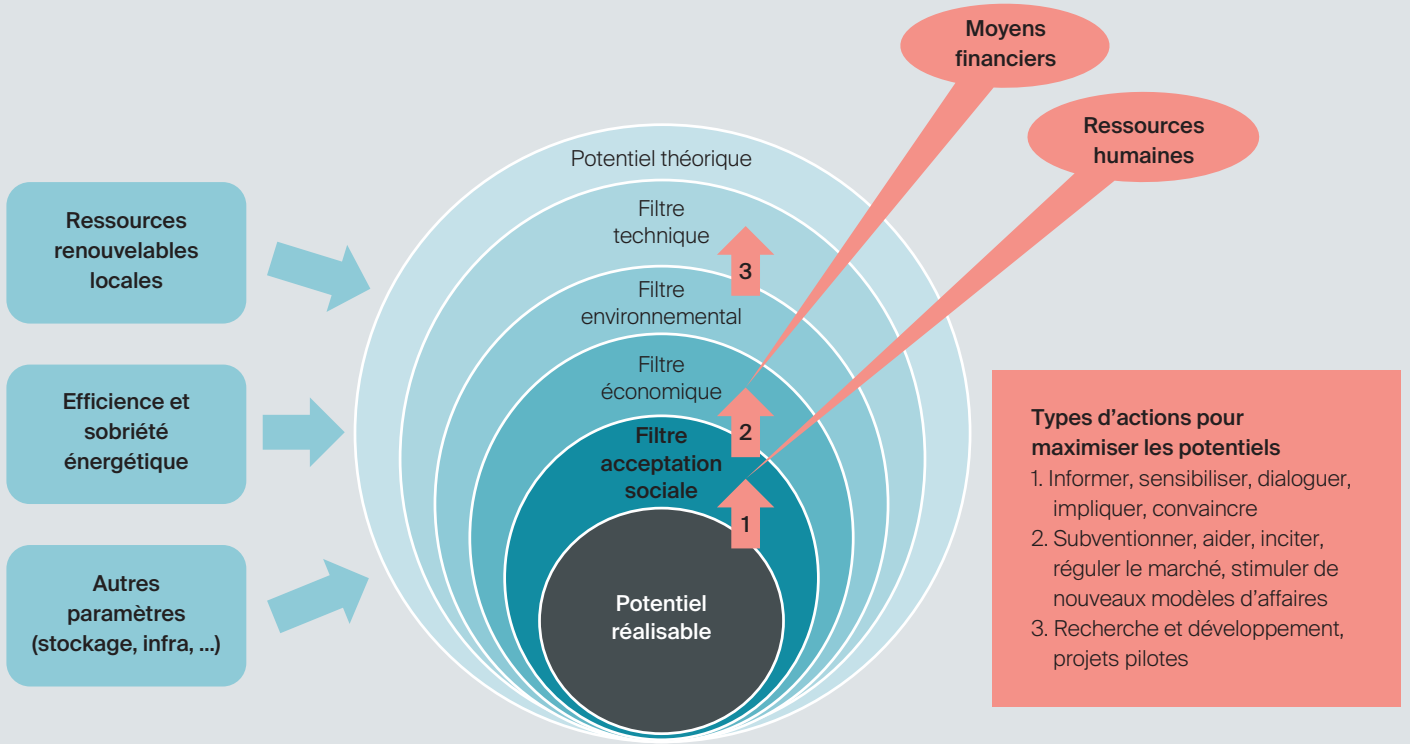 Moyens
financiers
Ressources
humaines
Potentiel théorique
Filtre
technique
3
Filtre
environnemental
Filtre
économique
2
Filtre
acceptation
sociale
1
Potentiel
réalisable
Ressources
renouvelables
locales
Efficience et
sobriété
énergétique
Autres
paramètres
(stockage, infra, ...)
Types d’actions pour
maximiser les potentiels
1. Informer, sensibiliser, dialoguer,
impliquer, convaincre
2. Subventionner, aider, inciter,
réguler le marché, stimuler de
nouveaux modèles d’affaires
3. Recherche et développement,
projets pilotes